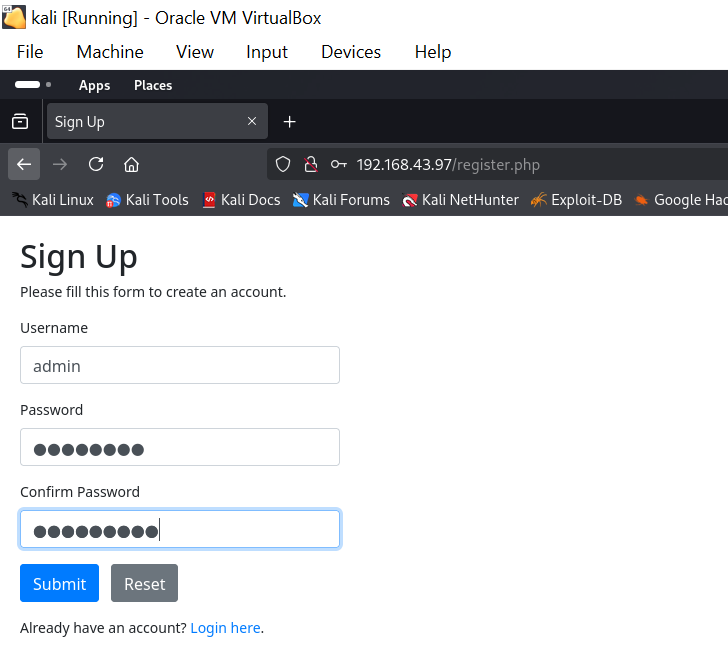 kali [Running] - Oracle VM VirtualBox
File Machine View Input Devices Help
Apps Places
Sign Up
192.168.43.97/register.php
Kali Linux Kali Tools Kali Docs Kali Forums Kali NetHunter Exploit-DB Google Hac
Sign Up
Please fill this form to create an account.
Username
admin
Password
●●●●●●●●
Confirm Password
●●●●●●●●●
Submit Reset
Already have an account? Login here.